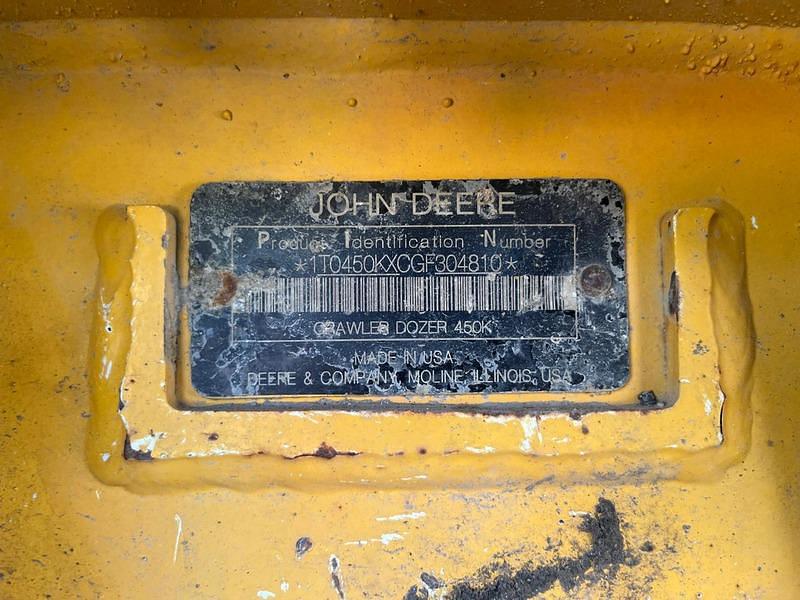 JOHN DEERE
Product Identification Number
*1T0450KXCGF304810*
CRAWLER DOZER 450K
MADE IN USA
DEERE & COMPANY, MOLINE, ILLINOIS, USA